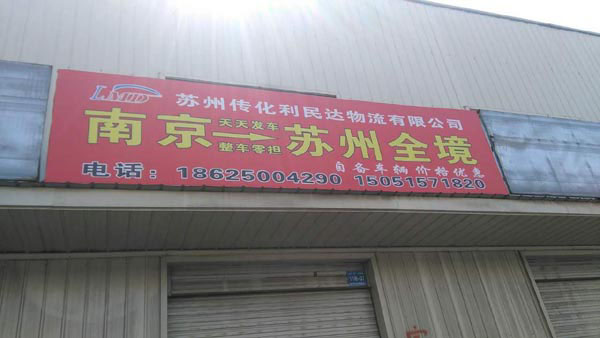 苏州传化利民达物流有限公司
南京 天天发车 整车零担 苏州全境
自备车辆价格优惠
电话：18625004290 15051571820